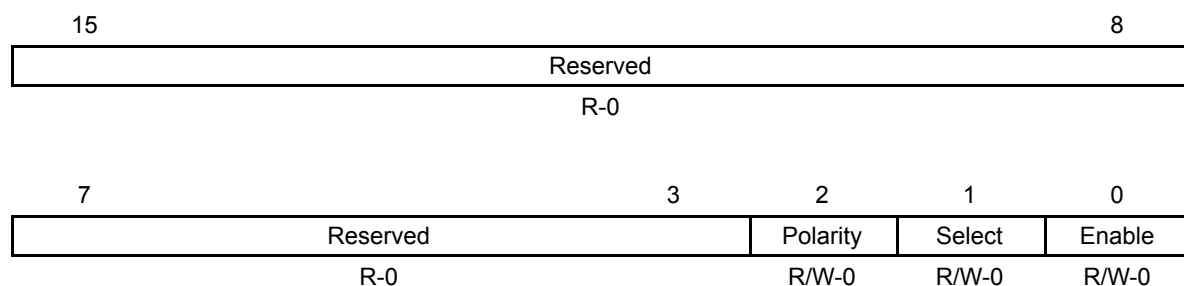 15 8
Reserved
R-0
7 3 2 1 0
Reserved Polarity Select Enable
R-0 R/W-0 R/W-0 R/W-0